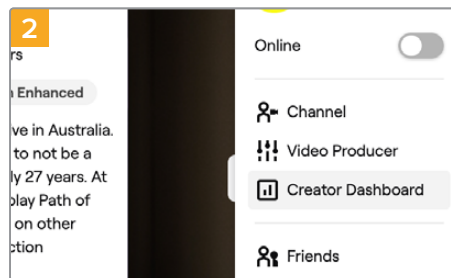 2
rs
Enhanced
ve in Australia.
to not be a
ly 27 years. At
lay Path of
on other
ction
Online
Channel
Video Producer
Creator Dashboard
Friends